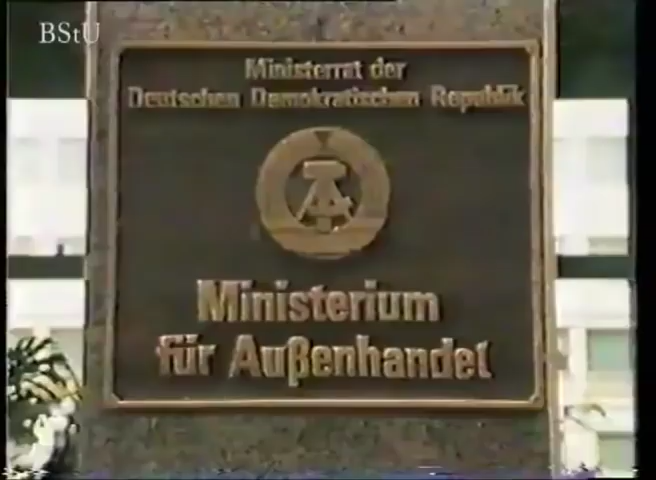 BStU
Ministerrat der
Deutschen Demokratischen Republik
Ministerium
für Außenhandel